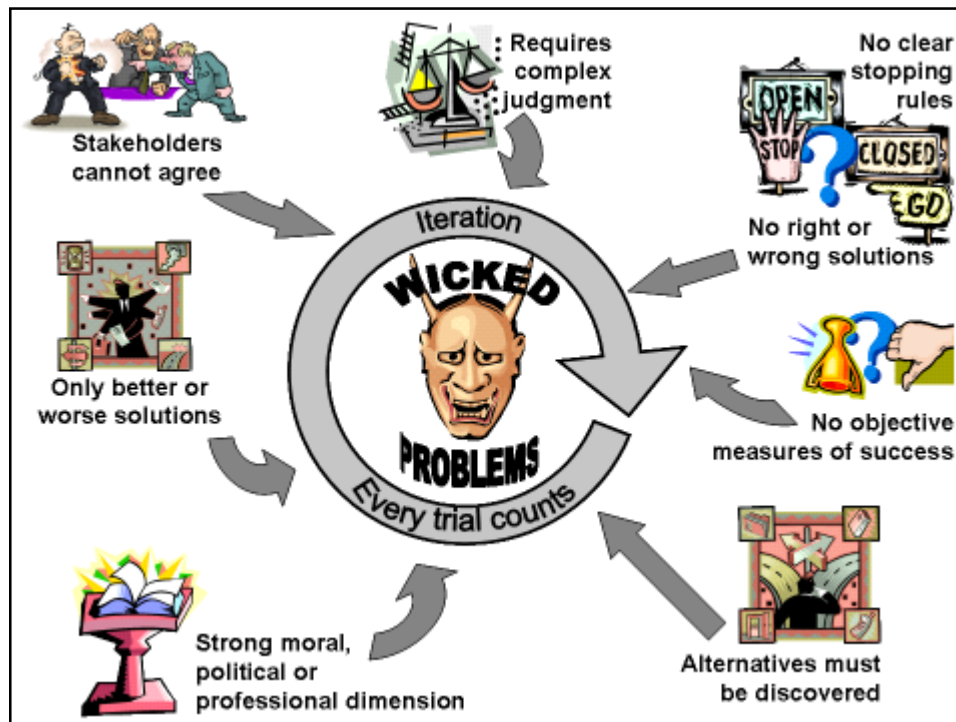 Stakeholders
cannot agree
Requires
complex
judgment
No clear
stopping
rules
OPEN
STOP
CLOSED
GO
No right or
wrong solutions
Iteration
WICKED
PROBLEMS
Every trial counts
Only better or
worse solutions
No objective
measures of success
Strong moral,
political or
professional dimension
Alternatives must
be discovered